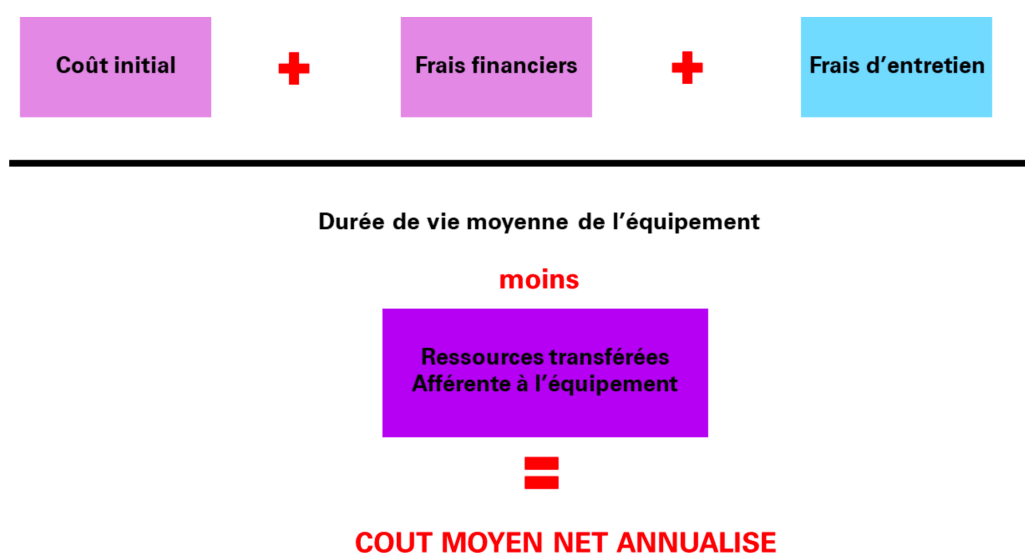 Coût initial + Frais financiers + Frais d’entretien
Durée de vie moyenne de l’équipement
moins
Ressources transférées
Afférente à l’équipement
=
COUT MOYEN NET ANNUALISE